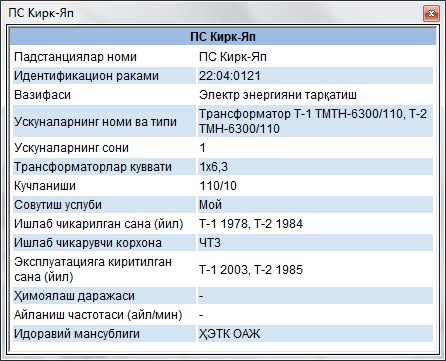 ПС Кирк-Яп
ПС Кирк-Яп
Падстанциялар номи ПС Кирк-Яп
Идентификацион раками 22:04:0121
Вазифаси Электр энергияни тарқатиш
Ускуналарнинг номи ва типи Трансформатор Т-1 ТМТН-6300/110, Т-2
ТМН-6300/110
Ускуналарнинг сони 1
Трансформаторлар куввати 1х6,3
Кучланиши 110/10
Совутиш услуби Мой
Ишлаб чикарилган сана (йил) Т-1 1978, Т-2 1984
Ишлаб чикарувчи корхона ЧТЗ
Эксплуатацияга киритилган
сана (йил) Т-1 2003, Т-2 1985
Ҳимоялаш даражаси -
Айланиш частотаси (айл/мин) -
Идоравий мансублиги ҲЭТК ОАЖ